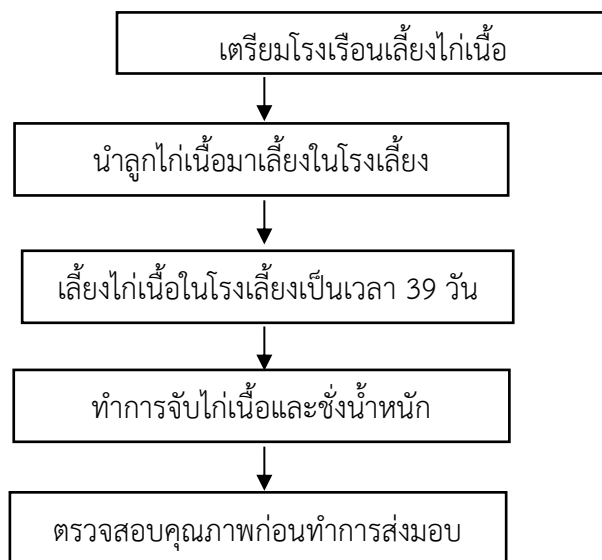 เตรียมโรงเรือนเลี้ยงไก่เนื้อ
นำลูกไก่เนื้อมาเลี้ยงในโรงเลี้ยง
เลี้ยงไก่เนื้อในโรงเลี้ยงเป็นเวลา 39 วัน
ทำการจับไก่เนื้อและชั่งน้ำหนัก
ตรวจสอบคุณภาพก่อนทำการส่งมอบ